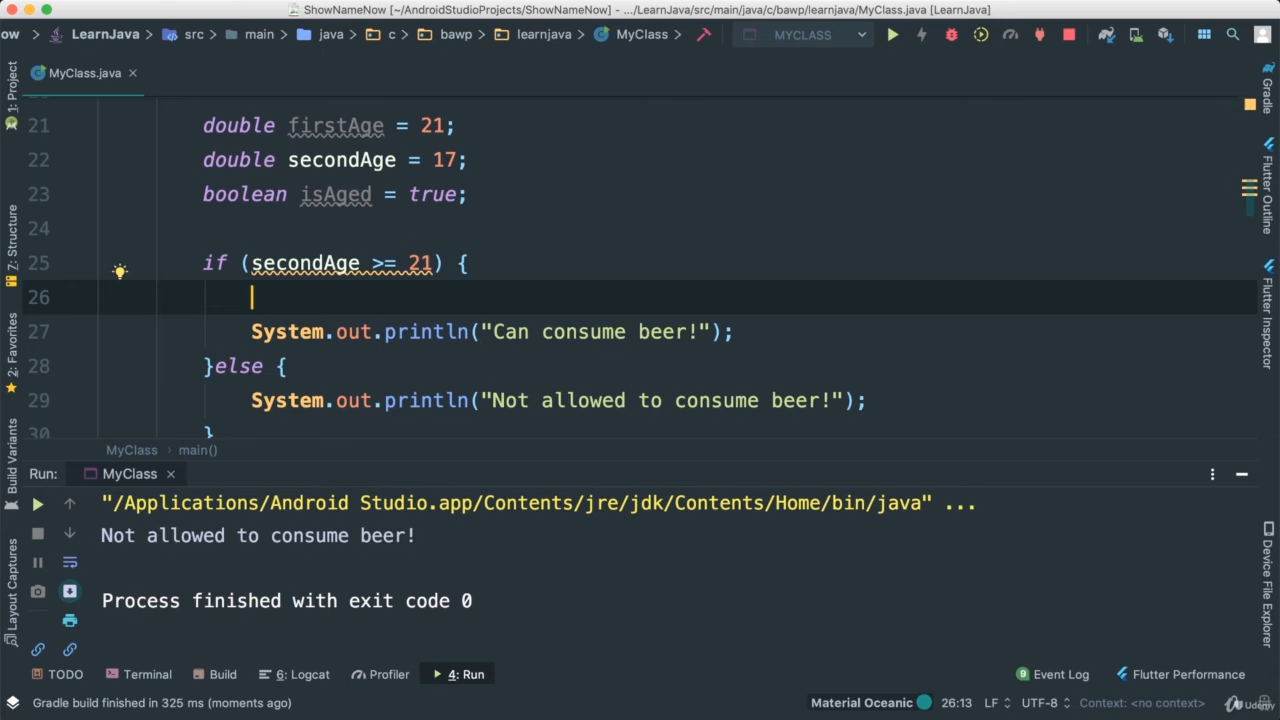 ShowNameNow [~/AndroidStudioProjects/ShowNameNow] - .../LearnJava/src/main/java/c/bawp/learnjava/MyClass.java [LearnJava]
ow > LearnJava > src > main > java > c > bawp > learnjava > MyClass > MYCLASS
MyClass.java
21 double firstAge = 21;
22 double secondAge = 17;
23 boolean isAged = true;
24
25 if (secondAge >= 21) {
26
27 System.out.println("Can consume beer!");
28 }else {
29 System.out.println("Not allowed to consume beer!");
30 }
MyClass > main()
Run: MyClass
"/Applications/Android Studio.app/Contents/jre/jdk/Contents/Home/bin/java" ...
Not allowed to consume beer!
Process finished with exit code 0
TODO Terminal Build 6: Logcat Profiler 4: Run 9 Event Log Flutter Performance
Gradle build finished in 325 ms (moments ago) Material Oceanic 26:13 LF UTF-8 Context: <no context>
Udemy
1: Project
7: Structure
2: Favorites
Build Variants
Layout Captures
Gradle
Flutter Outline
Flutter Inspector
Device File Explorer